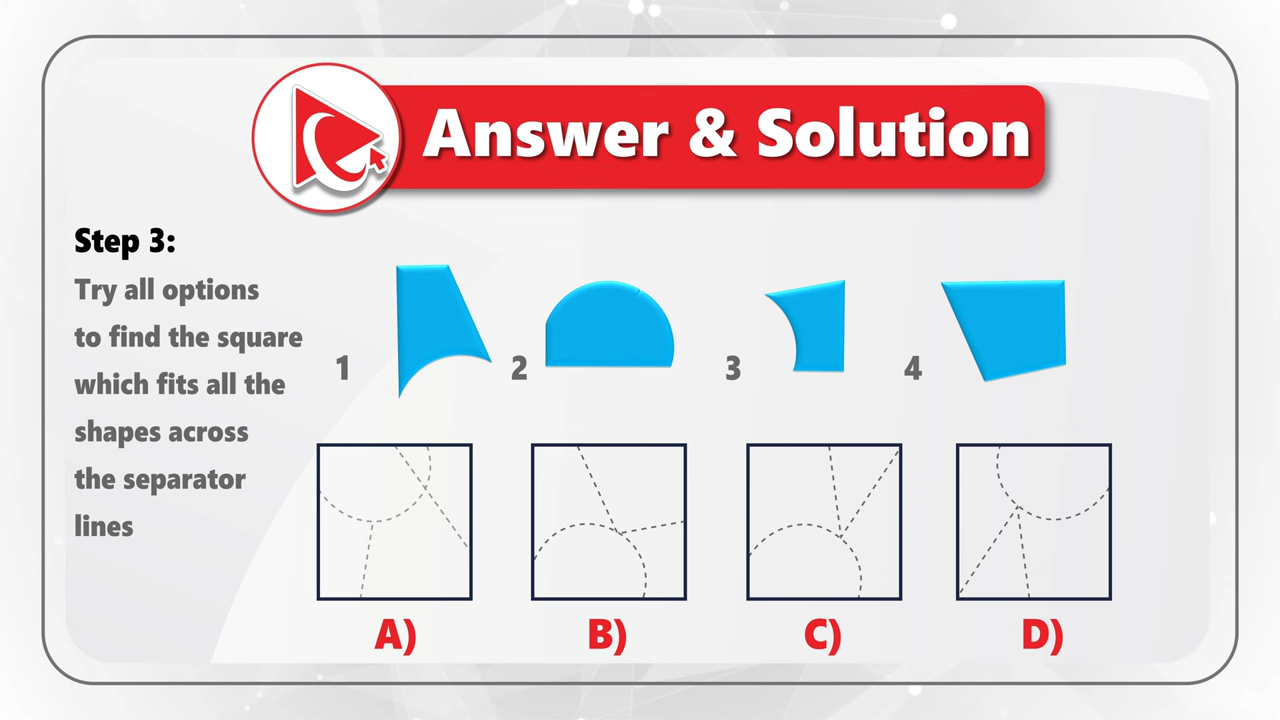 Answer & Solution
Step 3:
Try all options
to find the square
which fits all the
shapes across
the separator
lines
1
2
3
4
A)
B)
C)
D)